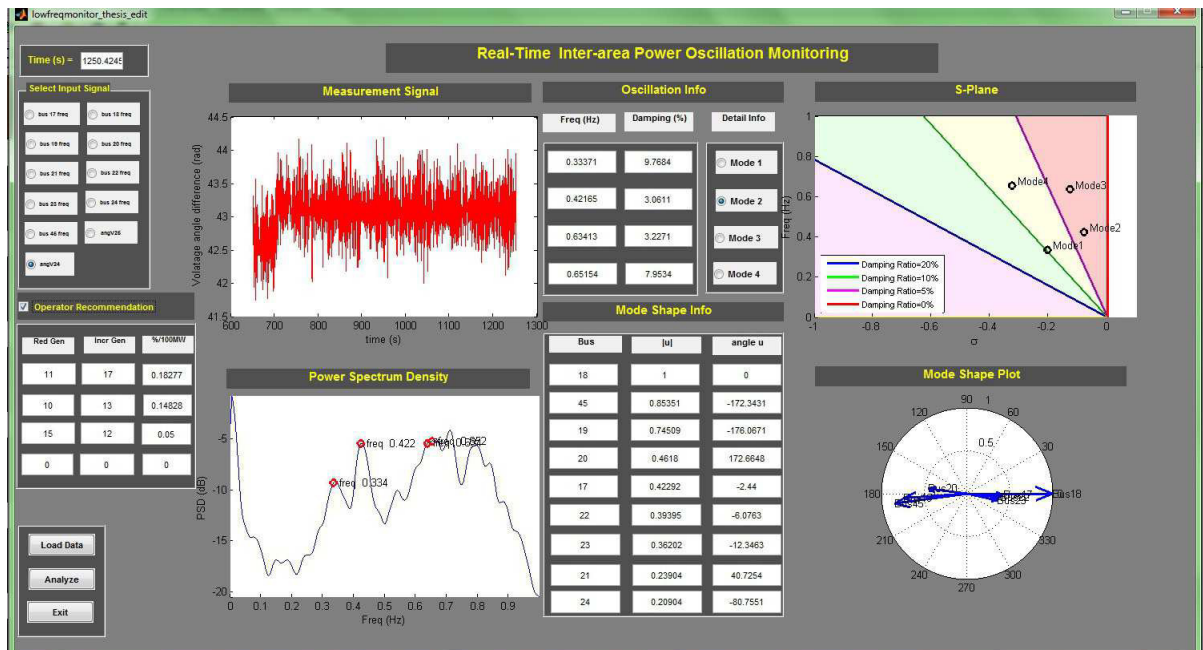 lowfreqmonitor_thesis_edit
Real-Time Inter-area Power Oscillation Monitoring
Time (s) = 1250.4245
Select Input Signal
bus 17 freq bus 18 freq
bus 19 freq bus 20 freq
bus 21 freq bus 22 freq
bus 23 freq bus 24 freq
bus 45 freq angV25
angV24
Operator Recommendation
Red Gen Incr Gen %/100MW
11 17 0.18277
10 13 0.14828
15 12 0.05
0 0 0
Load Data
Analyze
Exit
Measurement Signal
Volatage angle difference (rad)
44.5
44
43.5
43
42.5
42
41.5
600 700 800 900 1000 1100 1200 1300
time (s)
Power Spectrum Density
PSD (dB)
-5
-10
-15
-20
freq 0.334
freq 0.422
freq 0.634
freq 0.652
0 0.1 0.2 0.3 0.4 0.5 0.6 0.7 0.8 0.9
Freq (Hz)
Oscillation Info
Freq (Hz) Damping (%) Detail Info
0.33371 9.7684 Mode 1
0.42165 3.0611 Mode 2
0.63413 3.2271 Mode 3
0.65154 7.9534 Mode 4
Mode Shape Info
Bus |u| angle u
18 1 0
45 0.85351 -172.3431
19 0.74509 -176.0671
20 0.4618 172.6648
17 0.42292 -2.44
22 0.39395 -6.0763
23 0.36202 -12.3463
21 0.23904 40.7254
24 0.20904 -80.7551
S-Plane
Freq (Hz)
1
0.8
0.6
0.4
0.2
0
Mode4
Mode3
Mode2
Mode1
Damping Ratio=20%
Damping Ratio=10%
Damping Ratio=5%
Damping Ratio=0%
-1 -0.8 -0.6 -0.4 -0.2 0
σ
Mode Shape Plot
90 1
120 60
0.5
150 30
Bus20 Bus17
180 Bus19 Bus22 0 Bus18
Bus45 Bus23
210 330
240 300
270